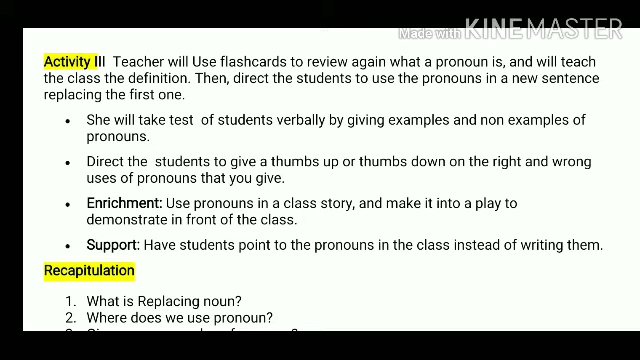 Made with KINEMASTER
Activity III Teacher will Use flashcards to review again what a pronoun is, and will teach
the class the definition. Then, direct the students to use the pronouns in a new sentence
replacing the first one.
• She will take test of students verbally by giving examples and non examples of
pronouns.
• Direct the students to give a thumbs up or thumbs down on the right and wrong
uses of pronouns that you give.
• Enrichment: Use pronouns in a class story, and make it into a play to
demonstrate in front of the class.
• Support: Have students point to the pronouns in the class instead of writing them.
Recapitulation
1. What is Replacing noun?
2. Where does we use pronoun?